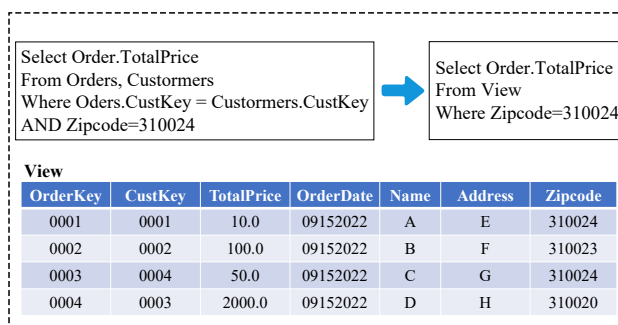 Select Order.TotalPrice
From Orders, Custormers
Where Oders.CustKey = Custormers.CustKey
AND Zipcode=310024
Select Order.TotalPrice
From View
Where Zipcode=310024
View
OrderKey CustKey TotalPrice OrderDate Name Address Zipcode
0001 0001 10.0 09152022 A E 310024
0002 0002 100.0 09152022 B F 310023
0003 0004 50.0 09152022 C G 310024
0004 0003 2000.0 09152022 D H 310020